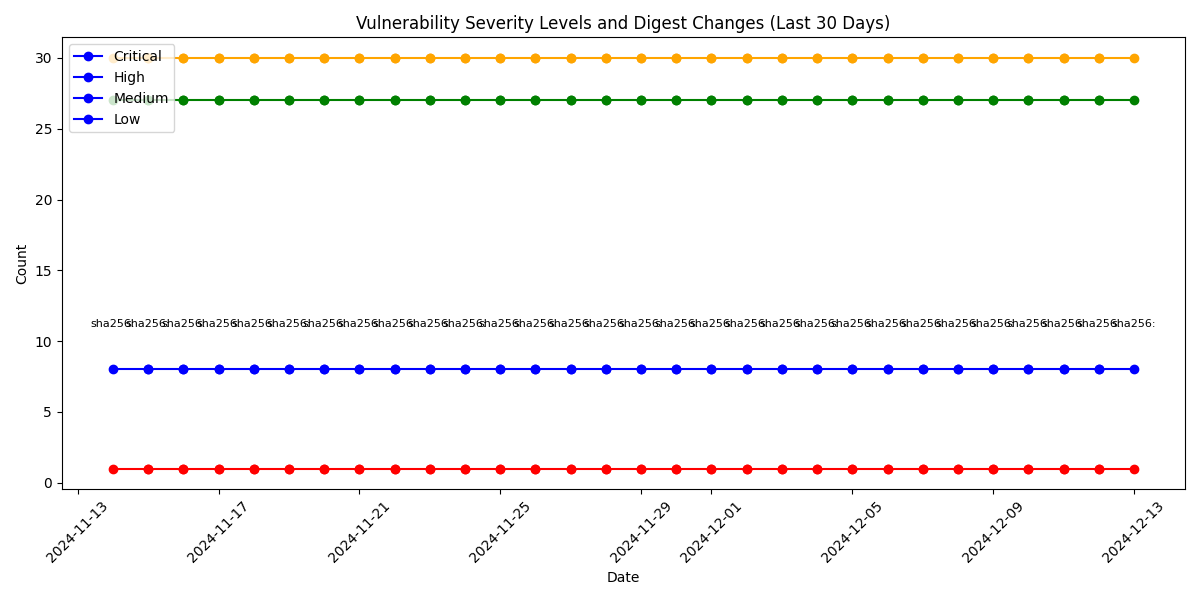 Vulnerability Severity Levels and Digest Changes (Last 30 Days)
Critical
High
Medium
Low
Count
30
25
20
15
10
5
0
sha256: sha256: sha256: sha256: sha256: sha256: sha256: sha256: sha256: sha256: sha256: sha256: sha256: sha256: sha256: sha256: sha256: sha256: sha256: sha256: sha256: sha256: sha256: sha256: sha256: sha256: sha256: sha256: sha256: sha256:
2024-11-13 2024-11-17 2024-11-21 2024-11-25 2024-11-29 2024-12-01 2024-12-05 2024-12-09 2024-12-13
Date